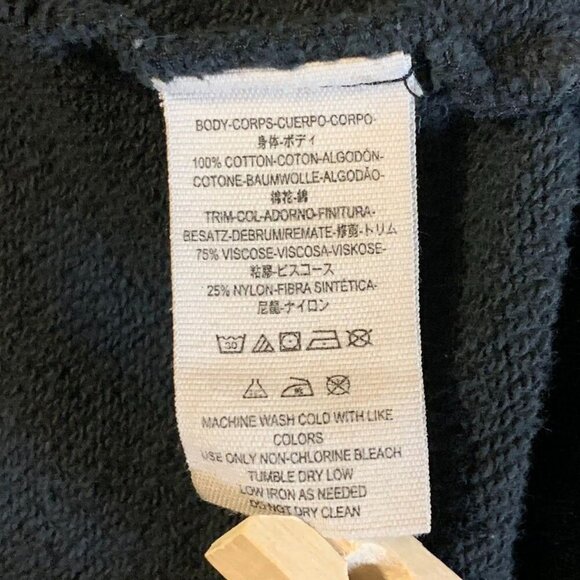 BODY-CORPS-CUERPO-CORPO-
身体-ボディ
100% COTTON-COTON-ALGODÓN-
COTONE-BAUMWOLLE-ALGODÃO-
棉花-綿
TRIM-COL-ADORNO-FINITURA-
BESATZ-DEBRUM/REMATE-修剪-トリム
75% VISCOSE-VISCOSA-VISKOSE-
粘膠-ビスコース
25% NYLON-FIBRA SINTÉTICA-
尼龍-ナイロン
30
MACHINE WASH COLD WITH LIKE
COLORS
USE ONLY NON-CHLORINE BLEACH
TUMBLE DRY LOW
LOW IRON AS NEEDED
DO NOT DRY CLEAN